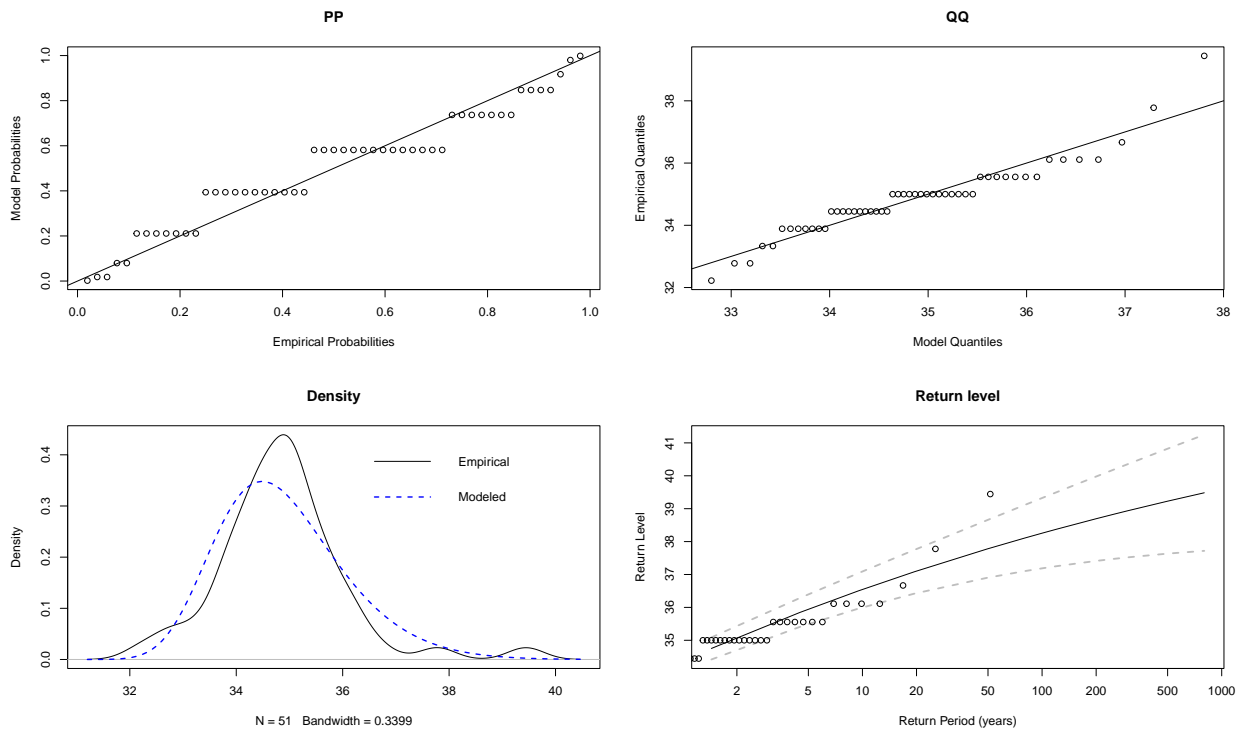 PP
Model Probabilities
1.0
0.8
0.6
0.4
0.2
0.0
0.0 0.2 0.4 0.6 0.8 1.0
Empirical Probabilities
QQ
Empirical Quantiles
38
36
34
32
33 34 35 36 37 38
Model Quantiles
Density
Density
0.4
0.3
0.2
0.1
0.0
Empirical
Modeled
32 34 36 38 40
N = 51 Bandwidth = 0.3399
Return level
Return Level
41
40
39
38
37
36
35
2 5 10 20 50 100 200 500 1000
Return Period (years)